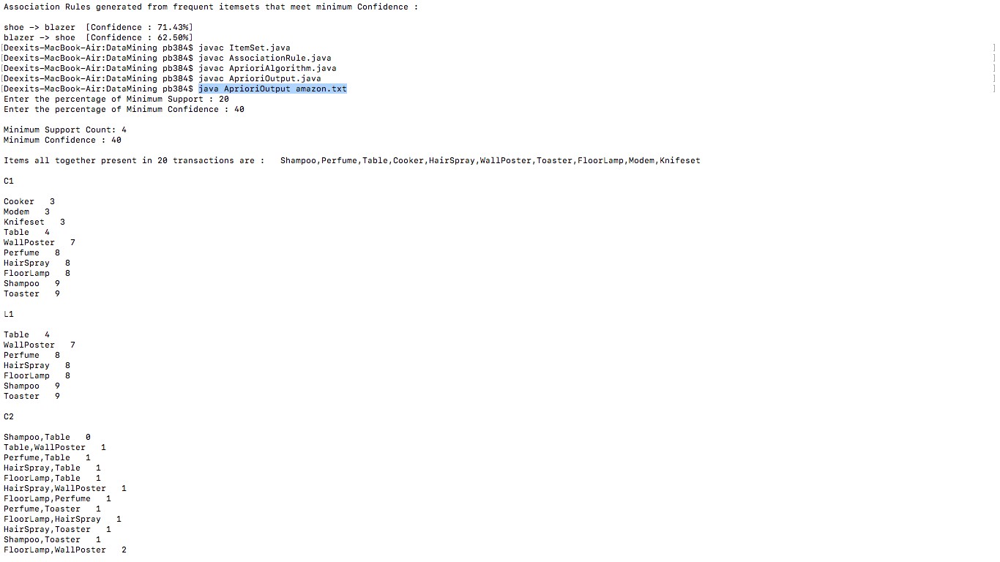 Association Rules generated from frequent itemsets that meet minimum Confidence :
shoe -> blazer  [Confidence : 71.43%]
blazer -> shoe  [Confidence : 62.50%]
[Deexits-MacBook-Air:DataMining pb384$ javac ItemSet.java ]
[Deexits-MacBook-Air:DataMining pb384$ javac AssociationRule.java ]
[Deexits-MacBook-Air:DataMining pb384$ javac AprioriAlgorithm.java ]
[Deexits-MacBook-Air:DataMining pb384$ javac AprioriOutput.java ]
[Deexits-MacBook-Air:DataMining pb384$ java AprioriOutput amazon.txt ]
Enter the percentage of Minimum Support : 20
Enter the percentage of Minimum Confidence : 40
Minimum Support Count: 4
Minimum Confidence : 40
Items all together present in 20 transactions are :   Shampoo,Perfume,Table,Cooker,HairSpray,WallPoster,Toaster,FloorLamp,Modem,Knifeset
C1
Cooker   3
Modem   3
Knifeset   3
Table   4
WallPoster   7
Perfume   8
HairSpray   8
FloorLamp   8
Shampoo   9
Toaster   9
L1
Table   4
WallPoster   7
Perfume   8
HairSpray   8
FloorLamp   8
Shampoo   9
Toaster   9
C2
Shampoo,Table   0
Table,WallPoster   1
Perfume,Table   1
HairSpray,Table   1
FloorLamp,Table   1
HairSpray,WallPoster   1
FloorLamp,Perfume   1
Perfume,Toaster   1
FloorLamp,HairSpray   1
HairSpray,Toaster   1
Shampoo,Toaster   1
FloorLamp,WallPoster   2